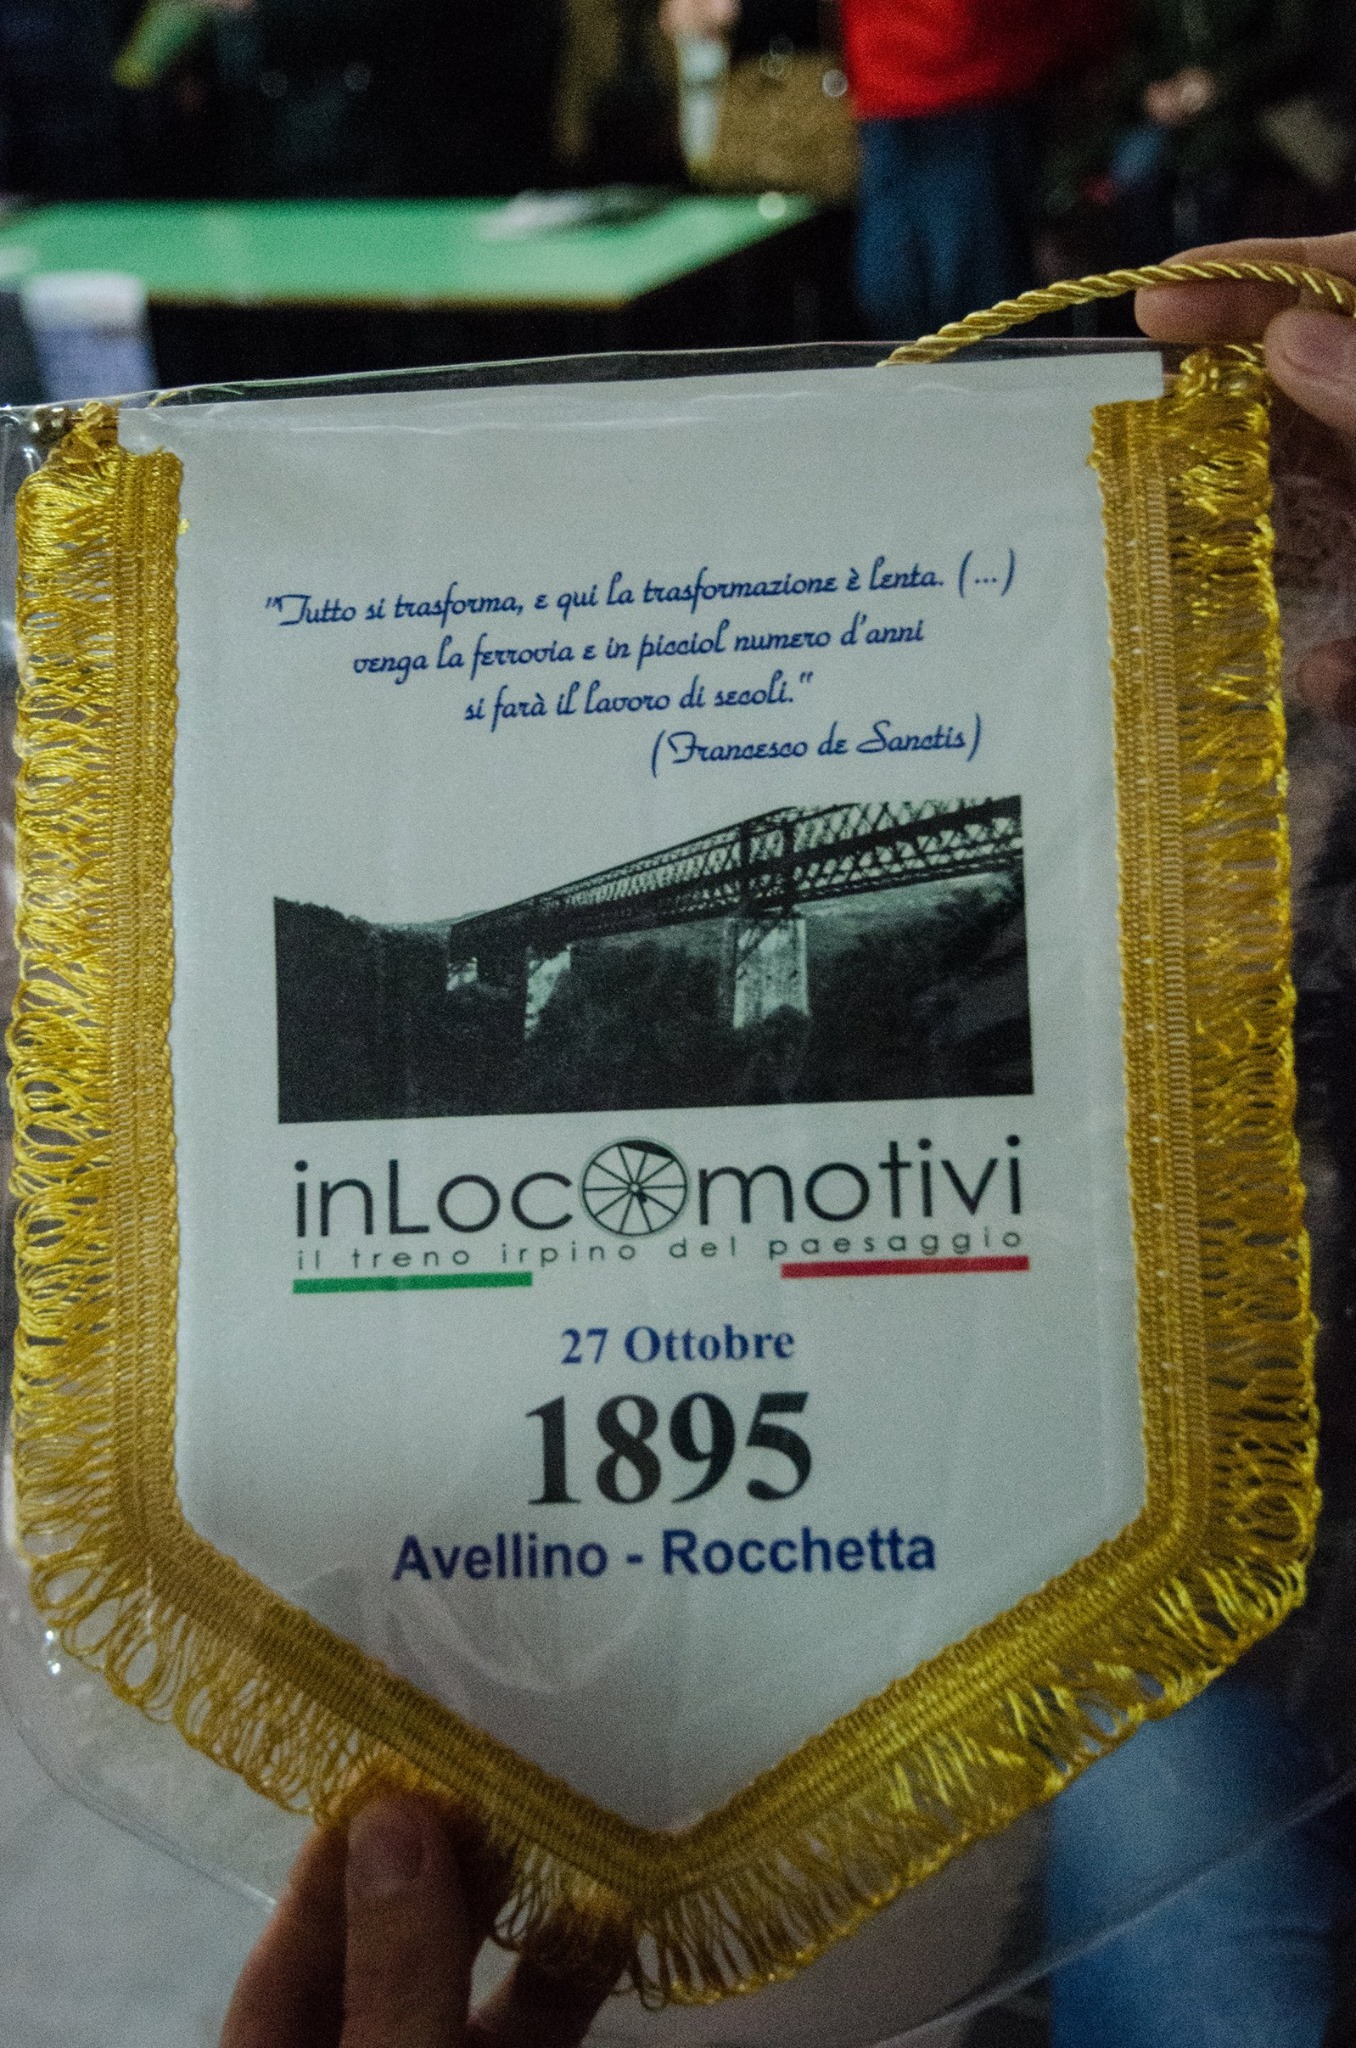 "Tutto si trasforma, e qui la trasformazione è lenta. (...)
venga la ferrovia e in picciol numero d'anni
si farà il lavoro di secoli."
(Francesco de Sanctis)
inLocomotivi
il treno irpino del paesaggio
27 Ottobre
1895
Avellino - Rocchetta